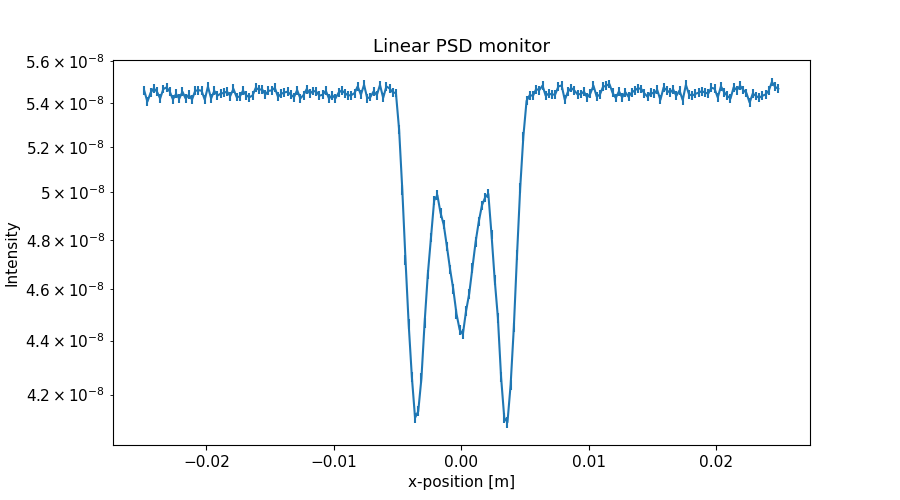 Linear PSD monitor
5.6 × 10⁻⁸
5.4 × 10⁻⁸
5.2 × 10⁻⁸
5 × 10⁻⁸
4.8 × 10⁻⁸
4.6 × 10⁻⁸
4.4 × 10⁻⁸
4.2 × 10⁻⁸
Intensity
−0.02 −0.01 0.00 0.01 0.02
x-position [m]